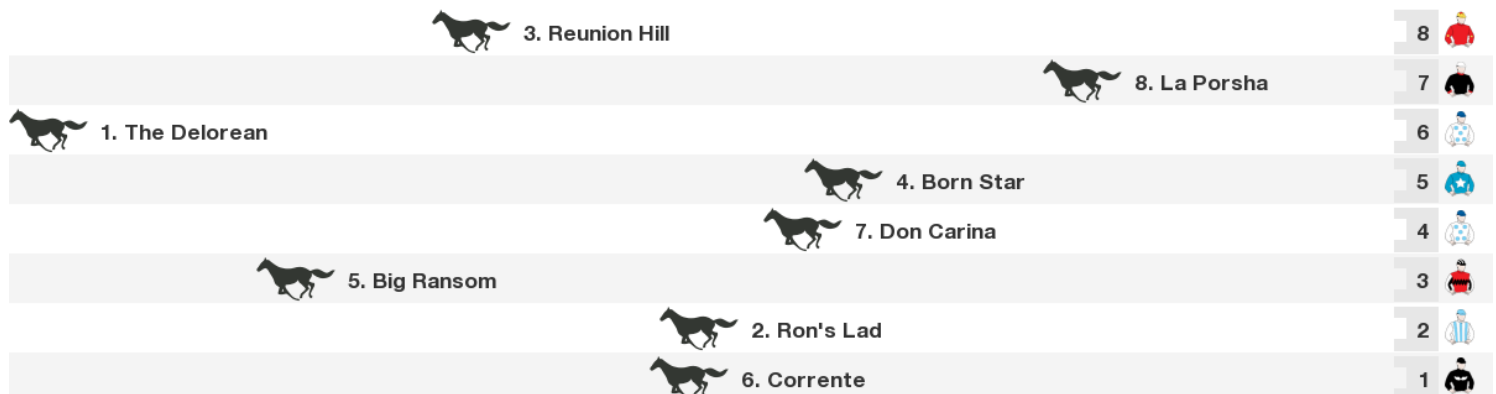 3. Reunion Hill 8
8. La Porsha 7
1. The Delorean 6
4. Born Star 5
7. Don Carina 4
5. Big Ransom 3
2. Ron's Lad 2
6. Corrente 1